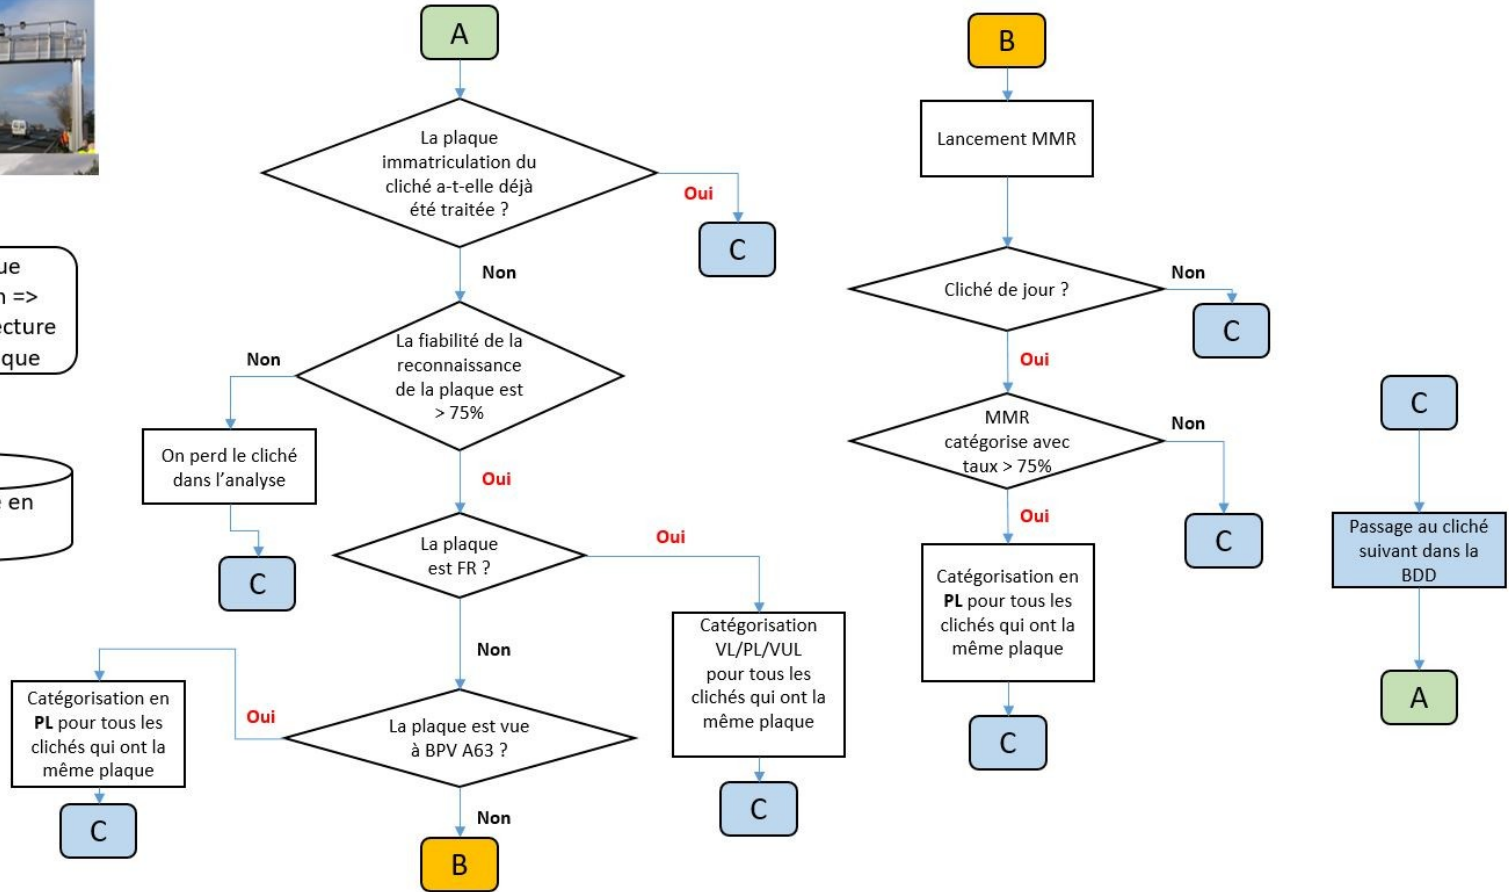 A
La plaque
immatriculation du
cliché a-t-elle déjà
été traitée ?
Oui
C
Non
La fiabilité de la
reconnaissance
de la plaque est
> 75%
Non
On perd le cliché
dans l'analyse
C
Oui
La plaque
est FR ?
Oui
Catégorisation
VL/PL/VUL
pour tous les
clichés qui ont la
même plaque
C
Non
La plaque est vue
à BPV A63 ?
Oui
Catégorisation en
PL pour tous les
clichés qui ont la
même plaque
C
Non
B
B
Lancement MMR
Cliché de jour ?
Non
C
Oui
MMR
catégorise avec
taux > 75%
Non
C
Oui
Catégorisation en
PL pour tous les
clichés qui ont la
même plaque
C
C
Passage au cliché
suivant dans la
BDD
A
=>
en